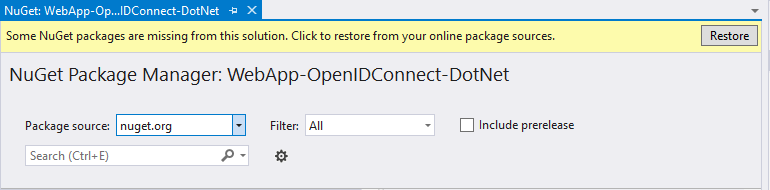 NuGet: WebApp-Op...IDConnect-DotNet
Some NuGet packages are missing from this solution. Click to restore from your online package sources.
Restore
NuGet Package Manager: WebApp-OpenIDConnect-DotNet
Package source: nuget.org Filter: All Include prerelease
Search (Ctrl+E)